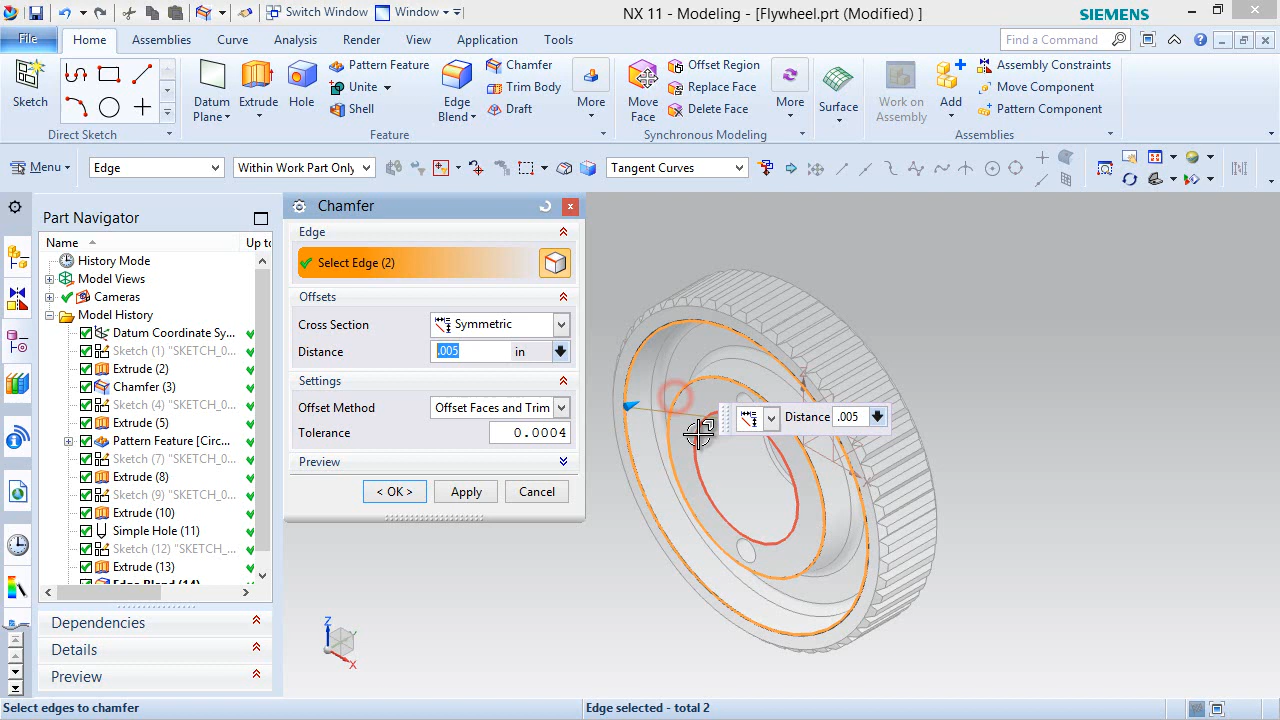 Switch Window Window NX 11 - Modeling - [Flywheel.prt (Modified) ] SIEMENS
File Home Assemblies Curve Analysis Render View Application Tools Find a Command
Sketch
Direct Sketch
Datum Plane
Extrude
Hole
Pattern Feature
Unite
Shell
Edge Blend
Chamfer
Trim Body
Draft
More
Feature
Move Face
Offset Region
Replace Face
Delete Face
More
Synchronous Modeling
Surface
Work on Assembly
Add
Assembly Constraints
Move Component
Pattern Component
Assemblies
Menu Edge Within Work Part Only Tangent Curves
Part Navigator
Name Up to
History Mode
Model Views
Cameras
Model History
Datum Coordinate Sy...
Sketch (1) "SKETCH_0...
Extrude (2)
Chamfer (3)
Sketch (4) "SKETCH_0...
Extrude (5)
Pattern Feature [Circ...
Sketch (7) "SKETCH_0...
Extrude (8)
Sketch (9) "SKETCH_0...
Extrude (10)
Simple Hole (11)
Sketch (12) "SKETCH_...
Extrude (13)
Edge Blend (14)
Dependencies
Details
Preview
Chamfer
Edge
Select Edge (2)
Offsets
Cross Section Symmetric
Distance .005 in
Settings
Offset Method Offset Faces and Trim
Tolerance 0.0004
Preview
< OK > Apply Cancel
Distance .005
Z
Y
X
Select edges to chamfer Edge selected - total 2